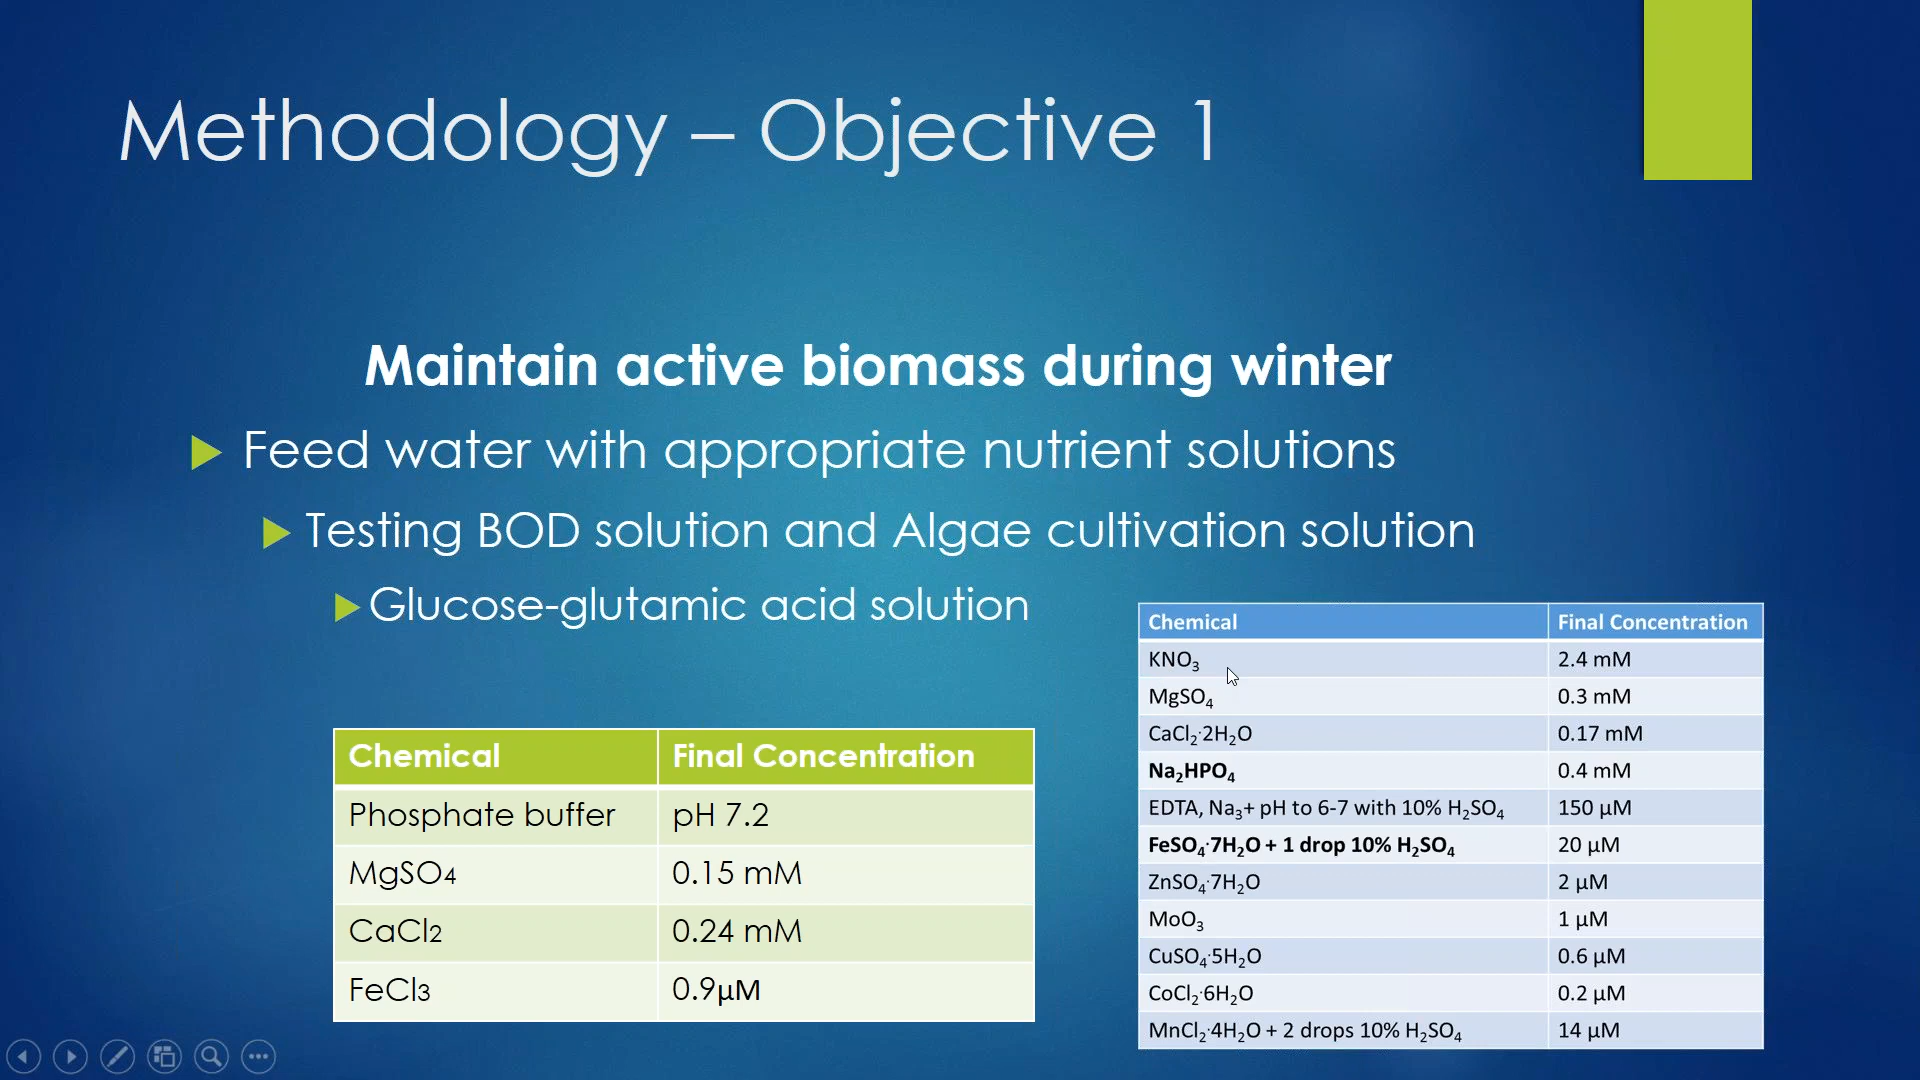 Methodology – Objective 1
Maintain active biomass during winter
Feed water with appropriate nutrient solutions
Testing BOD solution and Algae cultivation solution
Glucose-glutamic acid solution
Chemical Final Concentration
Phosphate buffer pH 7.2
MgSO4 0.15 mM
CaCl2 0.24 mM
FeCl3 0.9µM
Chemical Final Concentration
KNO₃ 2.4 mM
MgSO₄ 0.3 mM
CaCl₂·2H₂O 0.17 mM
Na₂HPO₄ 0.4 mM
EDTA, Na₃+ pH to 6-7 with 10% H₂SO₄ 150 µM
FeSO₄·7H₂O + 1 drop 10% H₂SO₄ 20 µM
ZnSO₄·7H₂O 2 µM
MoO₃ 1 µM
CuSO₄·5H₂O 0.6 µM
CoCl₂·6H₂O 0.2 µM
MnCl₂·4H₂O + 2 drops 10% H₂SO₄ 14 µM